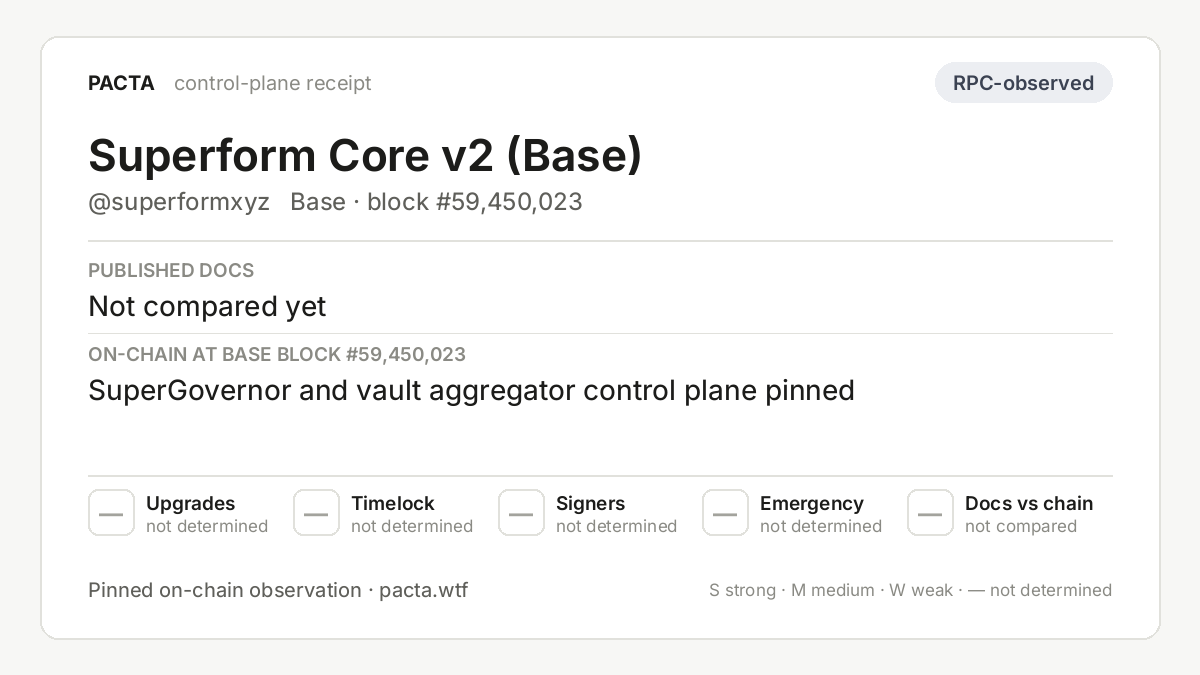 PACTA control-plane receipt RPC-observed
Superform Core v2 (Base)
@superformxyz Base · block #59,450,023
PUBLISHED DOCS
Not compared yet
ON-CHAIN AT BASE BLOCK #59,450,023
SuperGovernor and vault aggregator control plane pinned
— Upgrades — Timelock — Signers — Emergency — Docs vs chain
not determined not determined not determined not determined not compared
Pinned on-chain observation · pacta.wtf S strong · M medium · W weak · — not determined